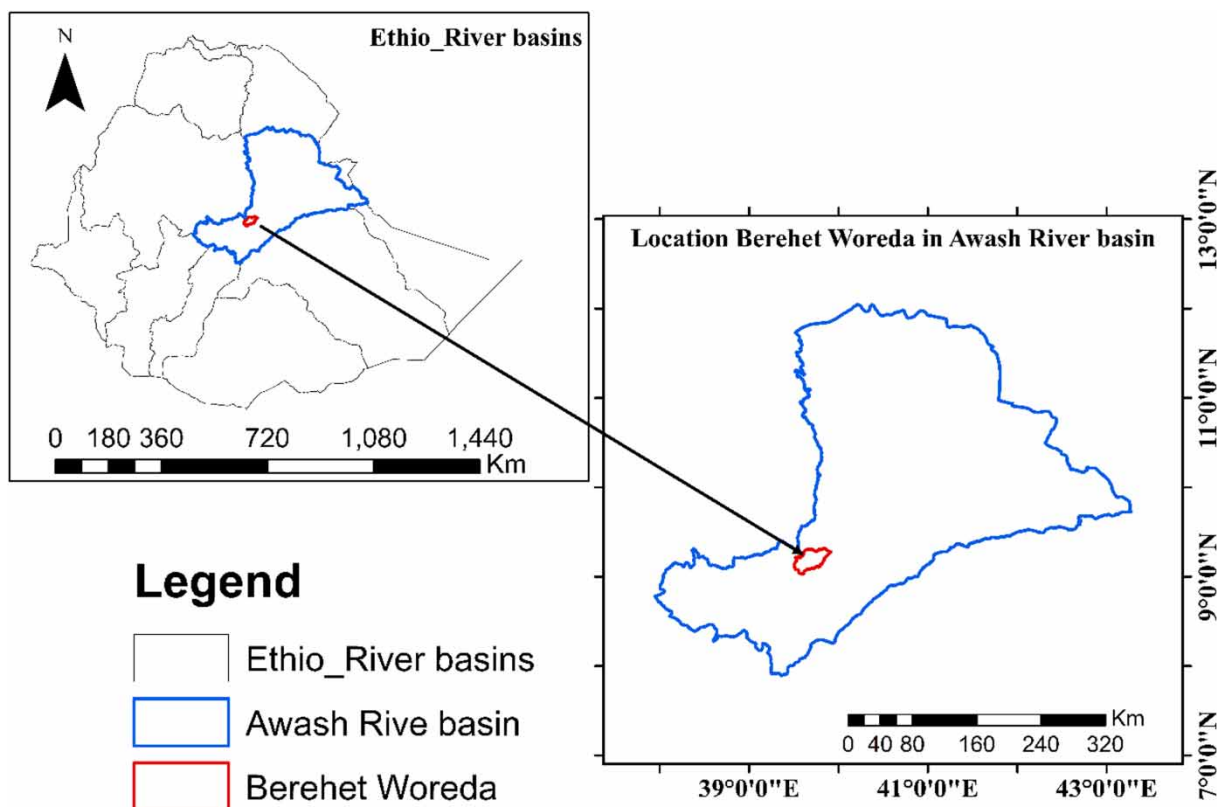 N
Ethio_River basins
0 180 360 720 1,080 1,440
Km
Location Berehet Woreda in Awash River basin
13°0'0"N
11°0'0"N
9°0'0"N
7°0'0"N
Km
0 40 80 160 240 320
39°0'0"E 41°0'0"E 43°0'0"E
Legend
Ethio_River basins
Awash Rive basin
Berehet Woreda